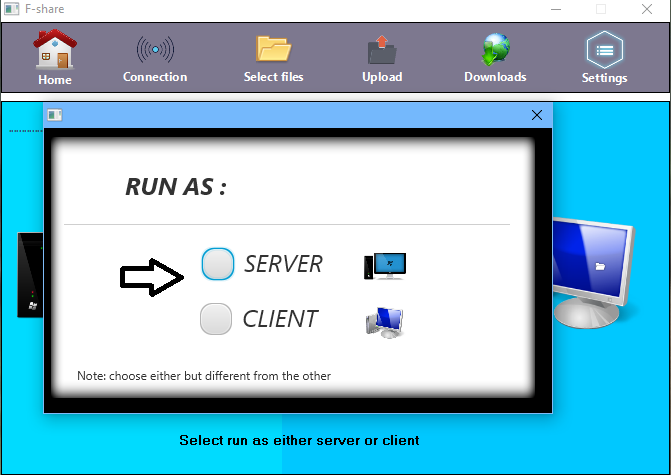 F-share
Home
Connection
Select files
Upload
Downloads
Settings
RUN AS :
SERVER
CLIENT
Note: choose either but different from the other
Select run as either server or client